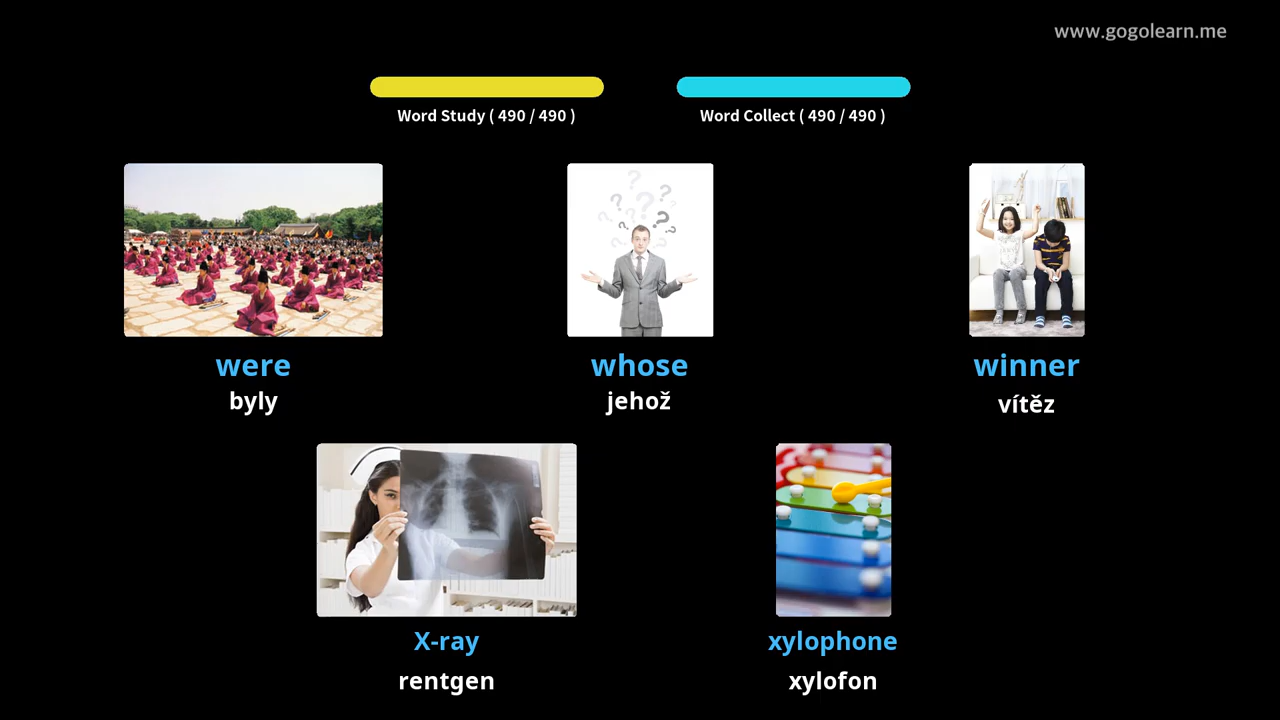 www.gogolearn.me
Word Study ( 490 / 490 )
Word Collect ( 490 / 490 )
were
byly
whose
jehož
winner
vítěz
X-ray
rentgen
xylophone
xylofon